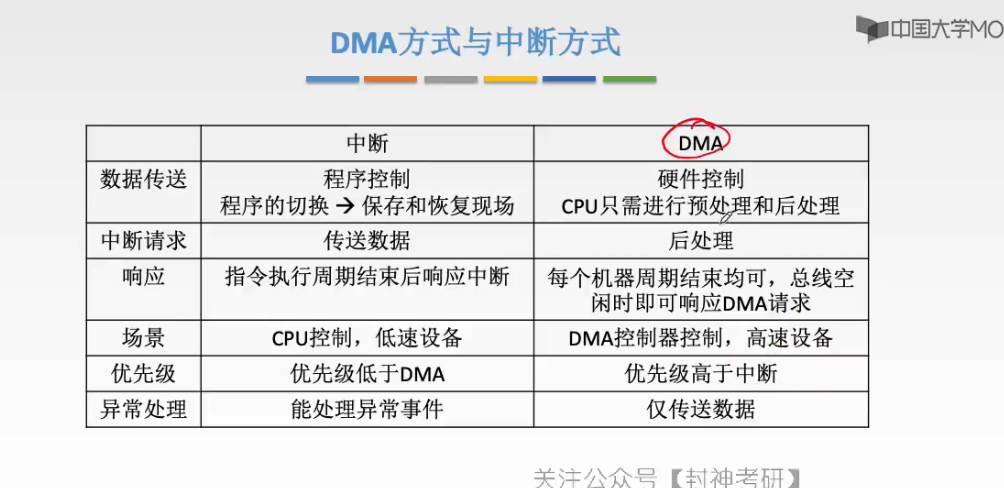 中国大学MO
DMA方式与中断方式
中断
DMA
数据传送
程序控制
程序的切换 → 保存和恢复现场
硬件控制
CPU只需进行预处理和后处理
中断请求
传送数据
后处理
响应
指令执行周期结束后响应中断
每个机器周期结束均可，总线空
闲时即可响应DMA请求
场景
CPU控制，低速设备
DMA控制器控制，高速设备
优先级
优先级低于DMA
优先级高于中断
异常处理
能处理异常事件
仅传送数据
关注公众号【封神考研】